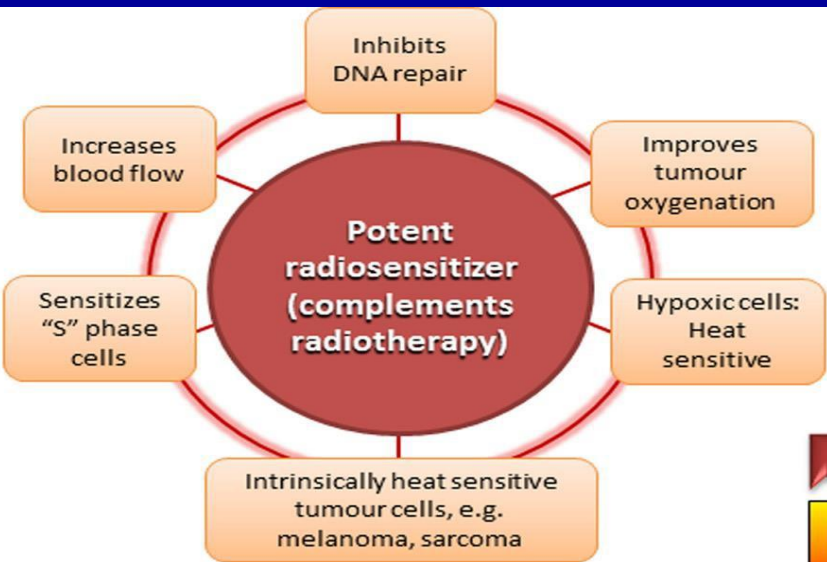 Inhibits
DNA repair
Increases
blood flow
Improves
tumour
oxygenation
Potent
radiosensitizer
(complements
radiotherapy)
Sensitizes
“S” phase
cells
Hypoxic cells:
Heat
sensitive
Intrinsically heat sensitive
tumour cells, e.g.
melanoma, sarcoma